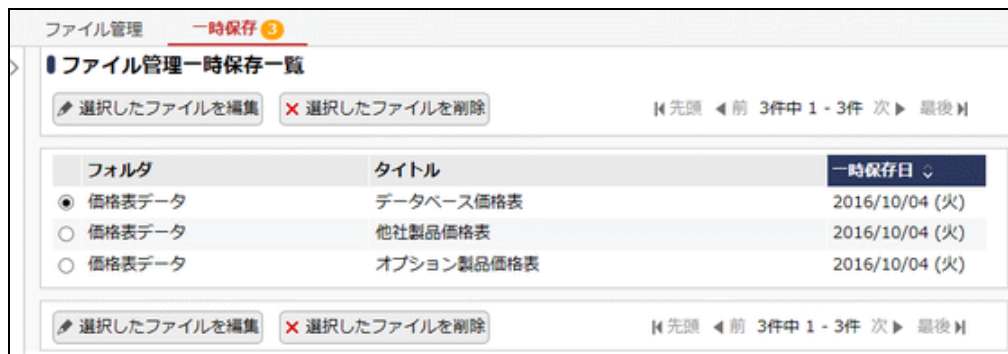 ファイル管理 一時保存 3
ファイル管理一時保存一覧
選択したファイルを編集 選択したファイルを削除 先頭 前 3件中 1 - 3件 次 最後
フォルダ タイトル 一時保存日
価格表データ データベース価格表 2016/10/04 (火)
価格表データ 他社製品価格表 2016/10/04 (火)
価格表データ オプション製品価格表 2016/10/04 (火)
選択したファイルを編集 選択したファイルを削除 先頭 前 3件中 1 - 3件 次 最後